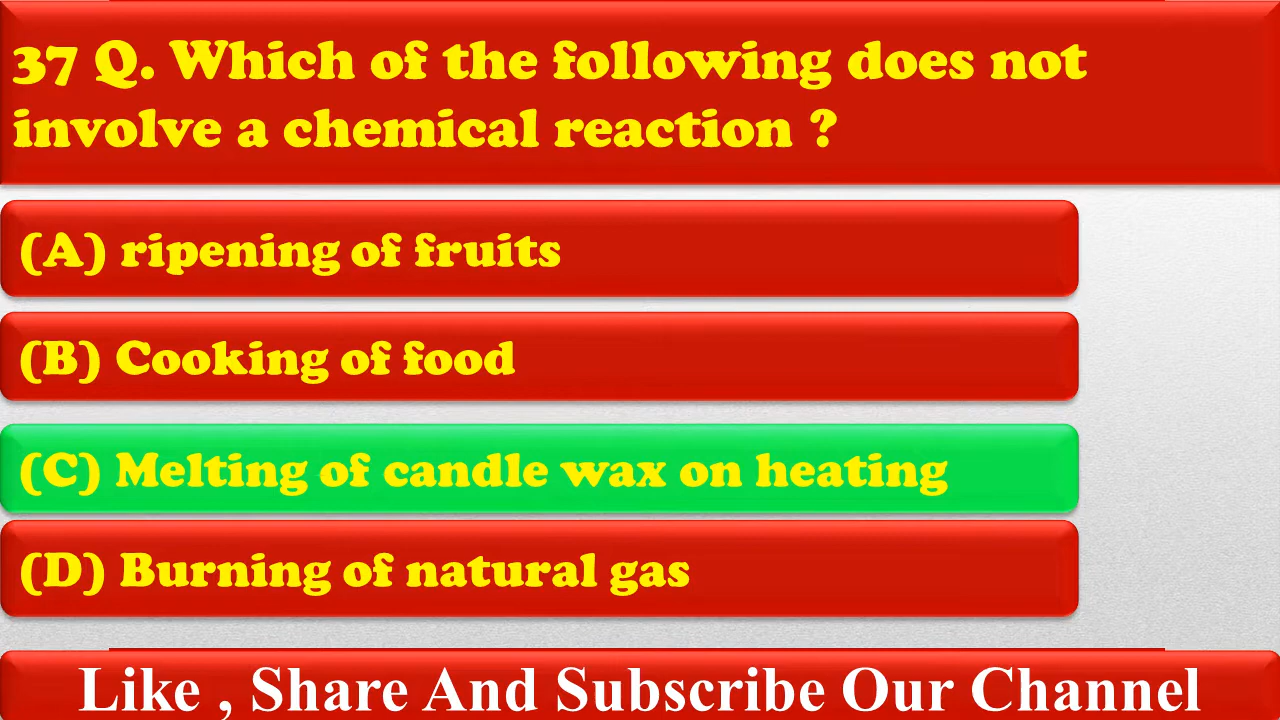 37 Q. Which of the following does not
involve a chemical reaction ?
(A) ripening of fruits
(B) Cooking of food
(C) Melting of candle wax on heating
(D) Burning of natural gas
Like , Share And Subscribe Our Channel